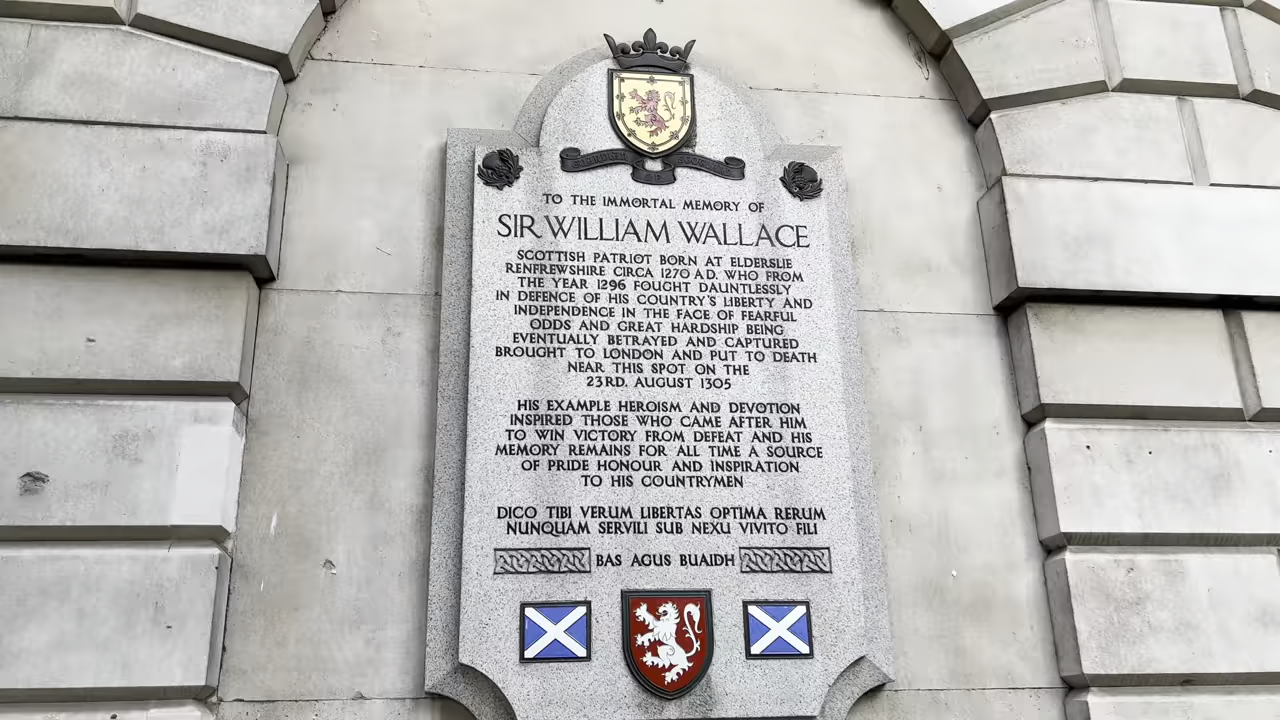 TO THE IMMORTAL MEMORY OF
SIR WILLIAM WALLACE
SCOTTISH PATRIOT BORN AT ELDERSLIE
RENFREWSHIRE CIRCA 1270 A.D. WHO FROM
THE YEAR 1296 FOUGHT DAUNTLESSLY
IN DEFENCE OF HIS COUNTRY'S LIBERTY AND
INDEPENDENCE IN THE FACE OF FEARFUL
ODDS AND GREAT HARDSHIP BEING
EVENTUALLY BETRAYED AND CAPTURED
BROUGHT TO LONDON AND PUT TO DEATH
NEAR THIS SPOT ON THE
23RD. AUGUST 1305
HIS EXAMPLE HEROISM AND DEVOTION
INSPIRED THOSE WHO CAME AFTER HIM
TO WIN VICTORY FROM DEFEAT AND HIS
MEMORY REMAINS FOR ALL TIME A SOURCE
OF PRIDE HONOUR AND INSPIRATION
TO HIS COUNTRYMEN
DICO TIBI VERUM LIBERTAS OPTIMA RERUM
NUNQUAM SERVILI SUB NEXU VIVITO FILI
BAS AGUS BUAIDH